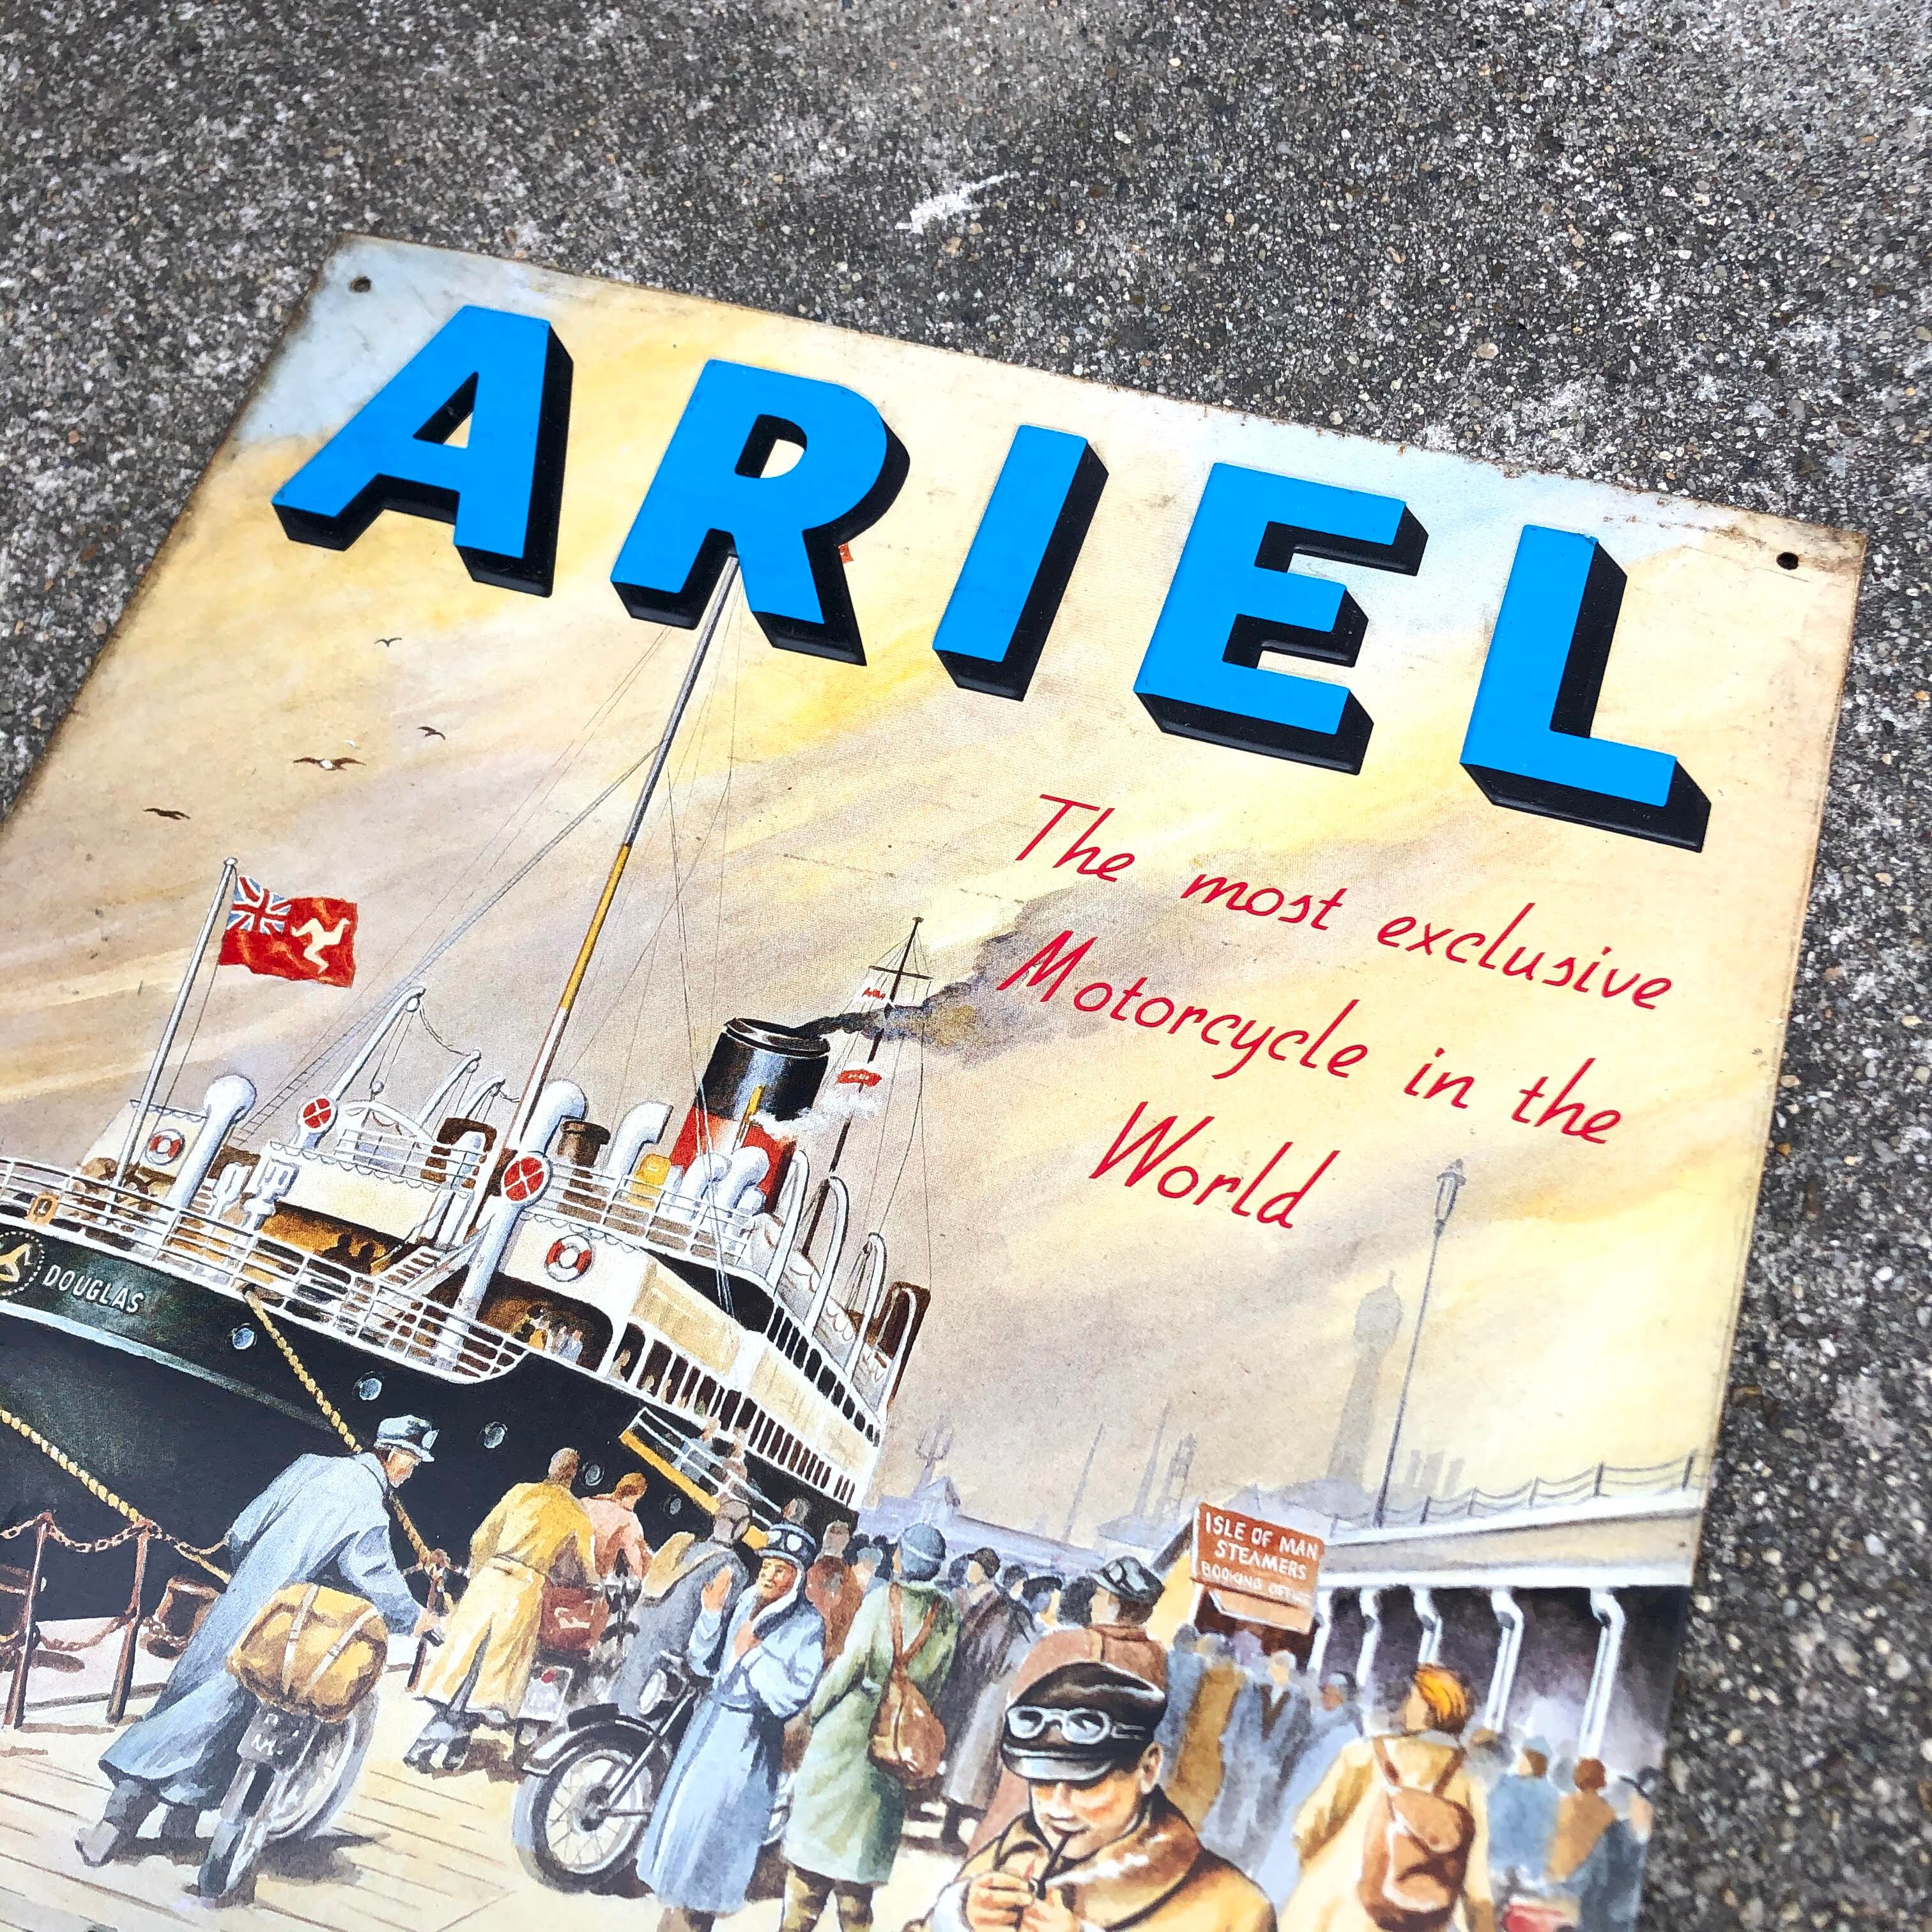 ARIEL
The most exclusive
Motorcycle in the
World
DOUGLAS
ISLE OF MAN
STEAMERS
BOOKING OFFICE